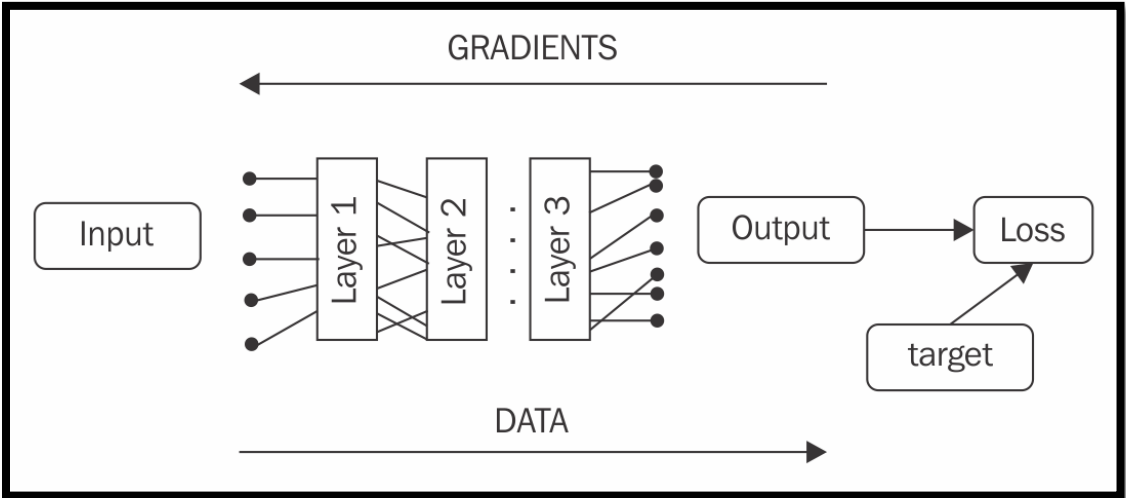 GRADIENTS
Input
Layer 1
Layer 2
Layer 3
Output
Loss
target
DATA